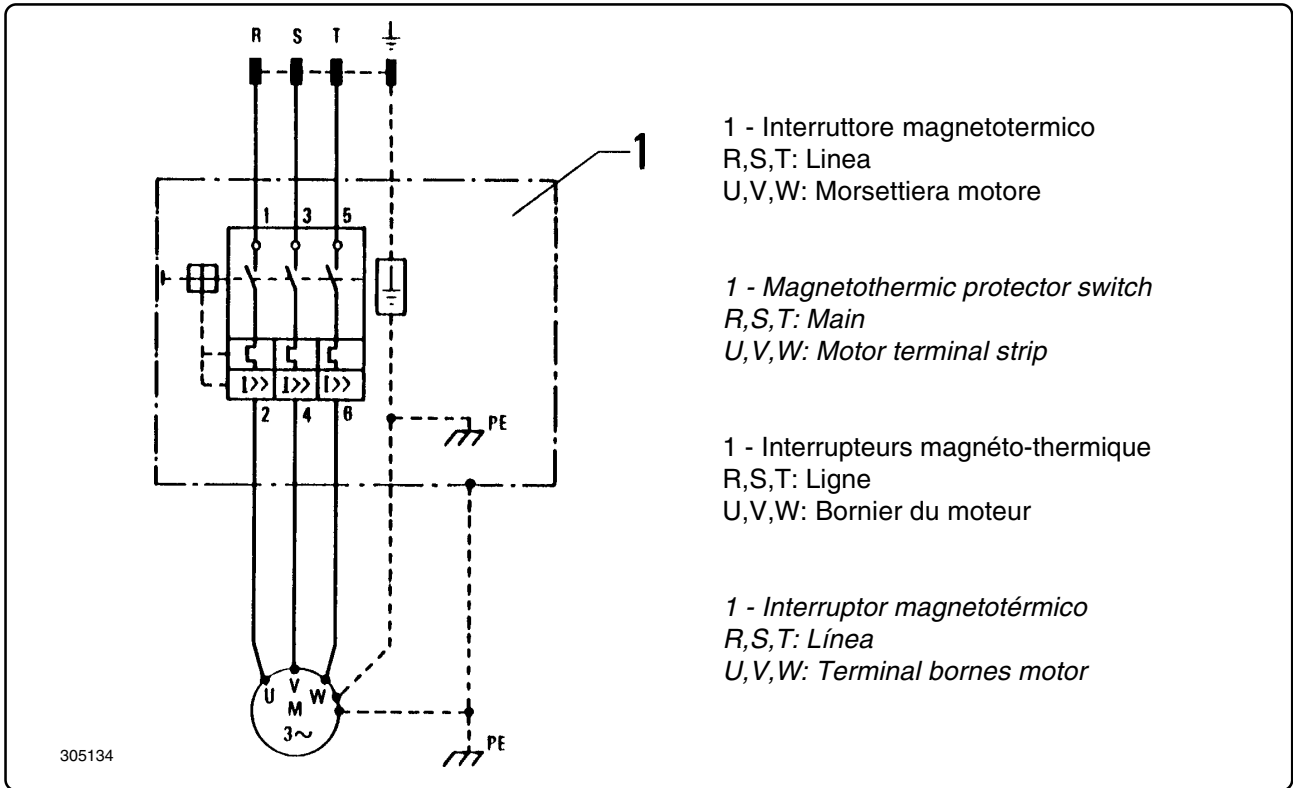 R S T
1
1 3 5
I>> I>> I>>
2 4 6
PE
U V W
M
3~
PE
305134
1 - Interruttore magnetotermico
R,S,T: Linea
U,V,W: Morsettiera motore
1 - Magnetothermic protector switch
R,S,T: Main
U,V,W: Motor terminal strip
1 - Interrupteurs magnéto-thermique
R,S,T: Ligne
U,V,W: Bornier du moteur
1 - Interruptor magnetotérmico
R,S,T: Línea
U,V,W: Terminal bornes motor